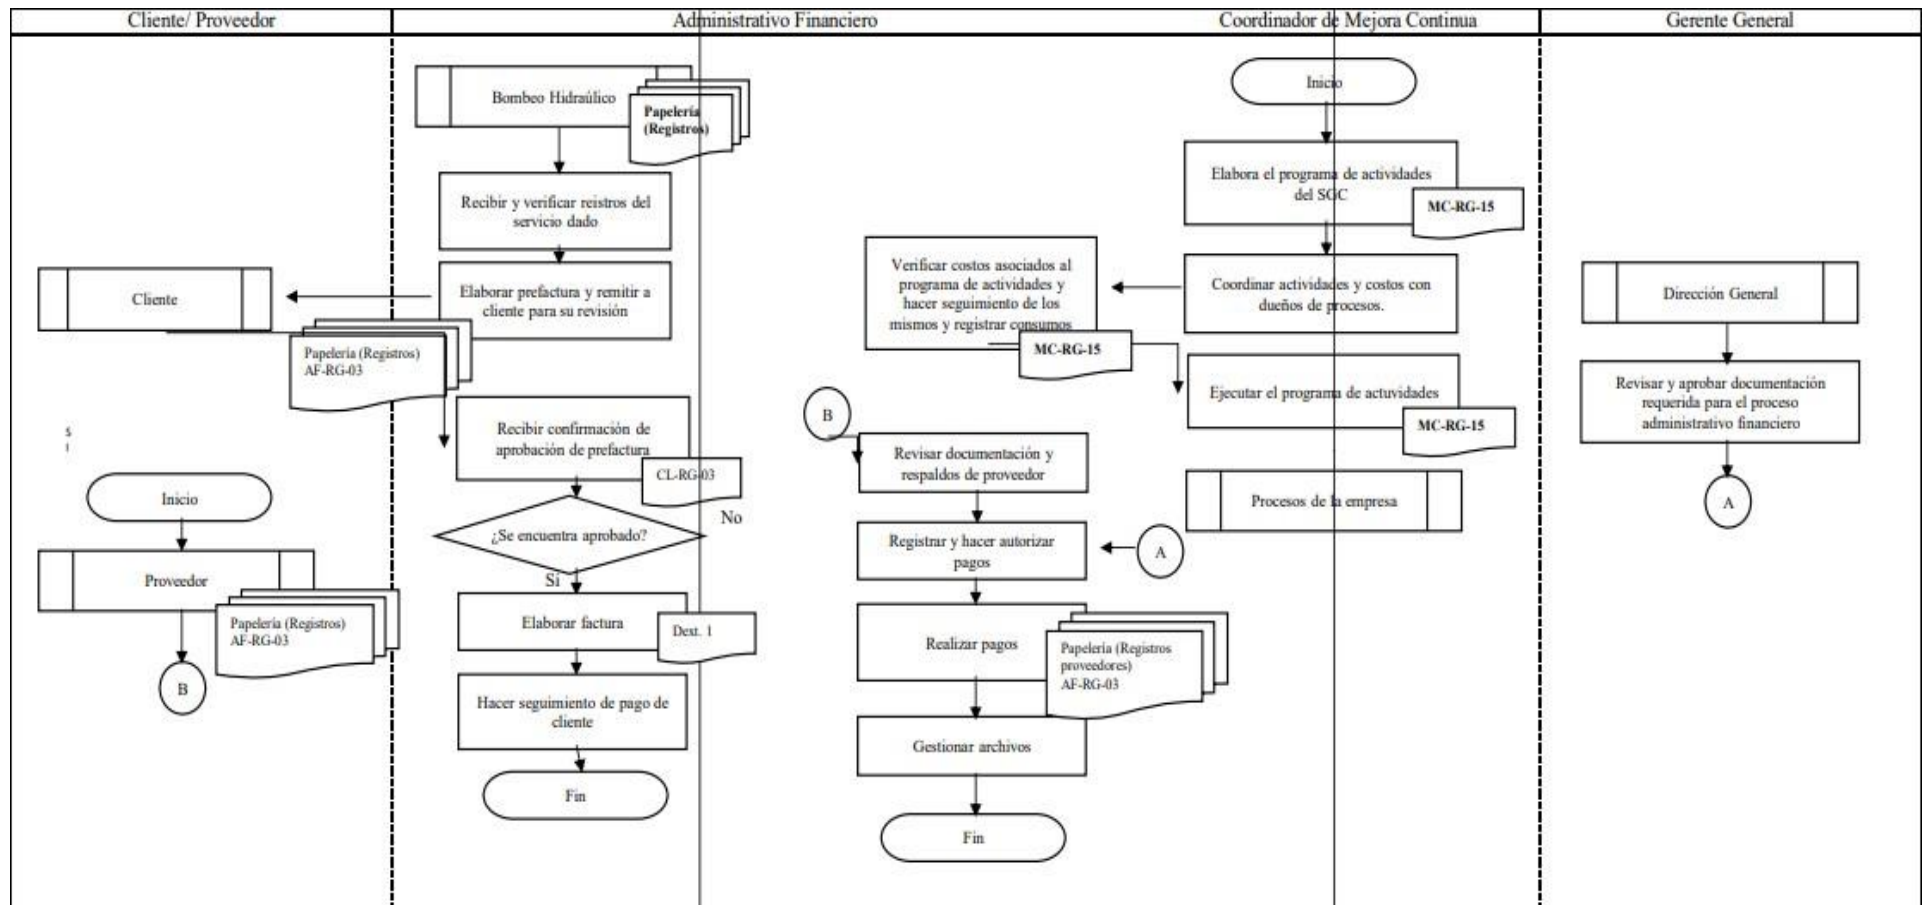 Cliente/ Proveedor
Administrativo Financiero
Coordinador de Mejora Continua
Gerente General
Cliente
Papelería (Registros)
AF-RG-03
S
I
Inicio
Proveedor
Papelería (Registros)
AF-RG-03
B
Bombeo Hidraúlico
Papelería
(Registros)
Recibir y verificar reistros del
servicio dado
Elaborar prefactura y remitir a
cliente para su revisión
Recibir confirmación de
aprobación de prefactura
CL-RG-03
¿Se encuentra aprobado?
No
Sí
Elaborar factura
Dext. 1
Hacer seguimiento de pago de
cliente
Fin
Verificar costos asociados al
programa de actividades y
hacer seguimiento de los
mismos y registrar consumos
MC-RG-15
B
Revisar documentación y
respaldos de proveedor
Registrar y hacer autorizar
pagos
A
Realizar pagos
Papelería (Registros
proveedores)
AF-RG-03
Gestionar archivos
Fin
Inicio
Elabora el programa de actividades
del SGC
MC-RG-15
Coordinar actividades y costos con
dueños de procesos.
Ejecutar el programa de actuvidades
MC-RG-15
Procesos de la empresa
Dirección General
Revisar y aprobar documentación
requerida para el proceso
administrativo financiero
A